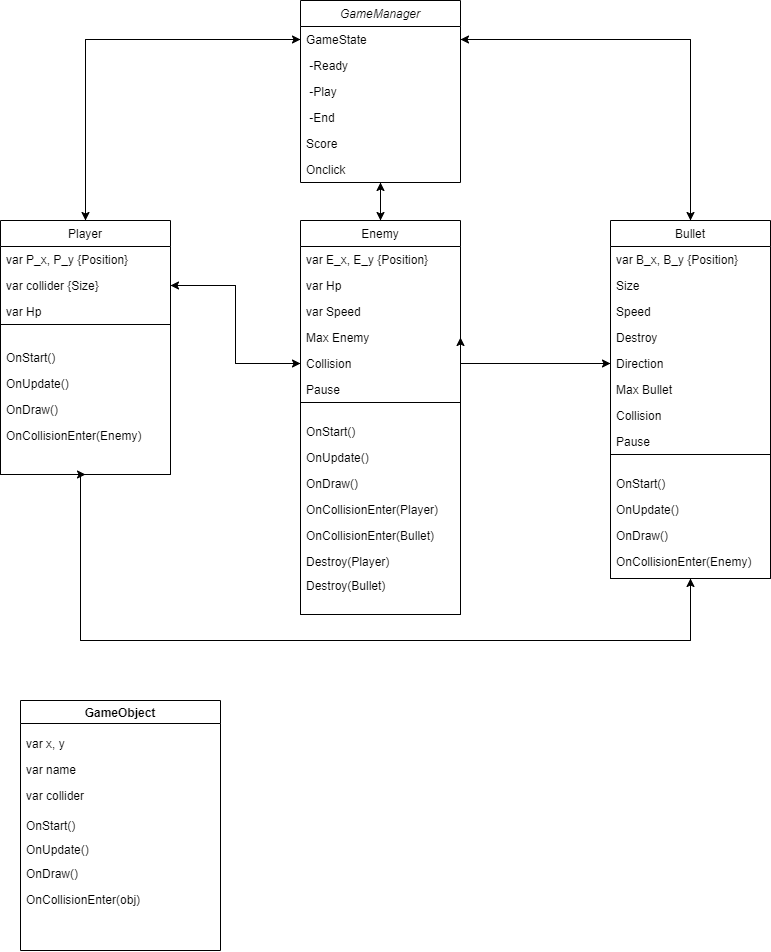 GameManager
GameState
-Ready
-Play
-End
Score
Onclick
Player
var P_x, P_y {Position}
var collider {Size}
var Hp
OnStart()
OnUpdate()
OnDraw()
OnCollisionEnter(Enemy)
Enemy
var E_x, E_y {Position}
var Hp
var Speed
Max Enemy
Collision
Pause
OnStart()
OnUpdate()
OnDraw()
OnCollisionEnter(Player)
OnCollisionEnter(Bullet)
Destroy(Player)
Destroy(Bullet)
Bullet
var B_x, B_y {Position}
Size
Speed
Destroy
Direction
Max Bullet
Collision
Pause
OnStart()
OnUpdate()
OnDraw()
OnCollisionEnter(Enemy)
GameObject
var x, y
var name
var collider
OnStart()
OnUpdate()
OnDraw()
OnCollisionEnter(obj)